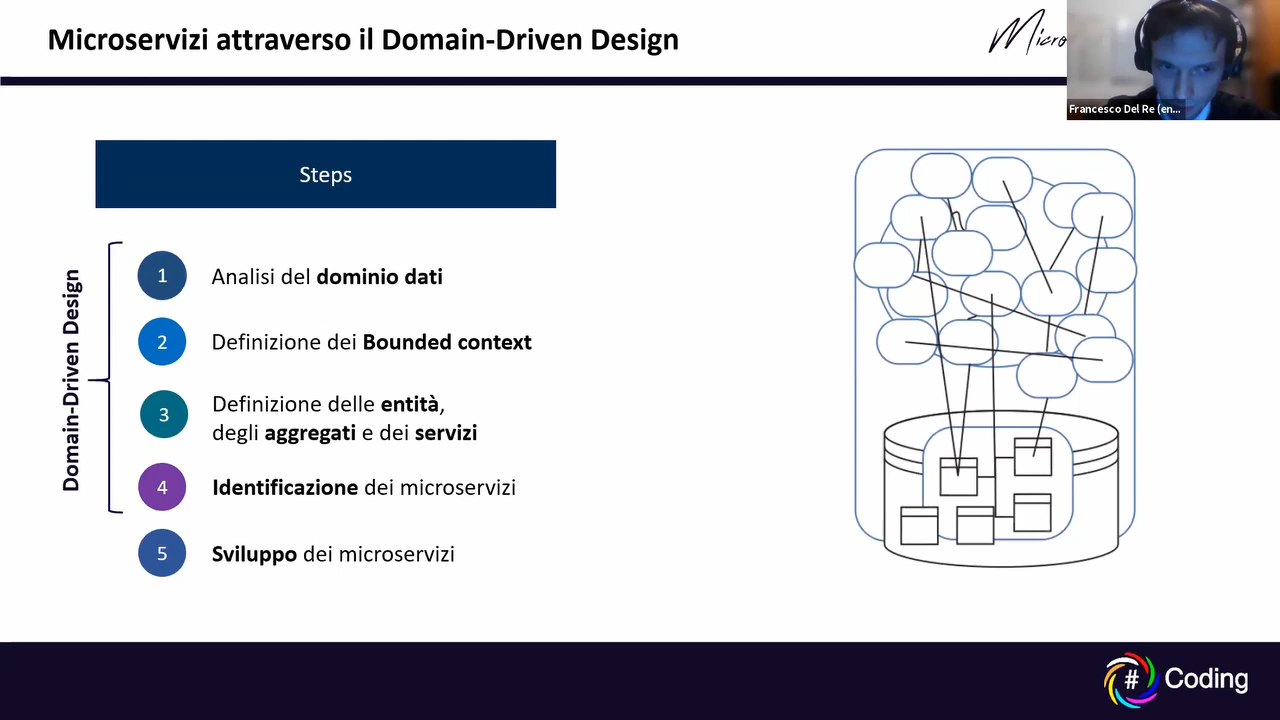 Microservizi attraverso il Domain-Driven Design
Micro
Francesco Del Re (en...
Steps
Domain-Driven Design
1 Analisi del dominio dati
2 Definizione dei Bounded context
3 Definizione delle entità,
degli aggregati e dei servizi
4 Identificazione dei microservizi
5 Sviluppo dei microservizi
# Coding